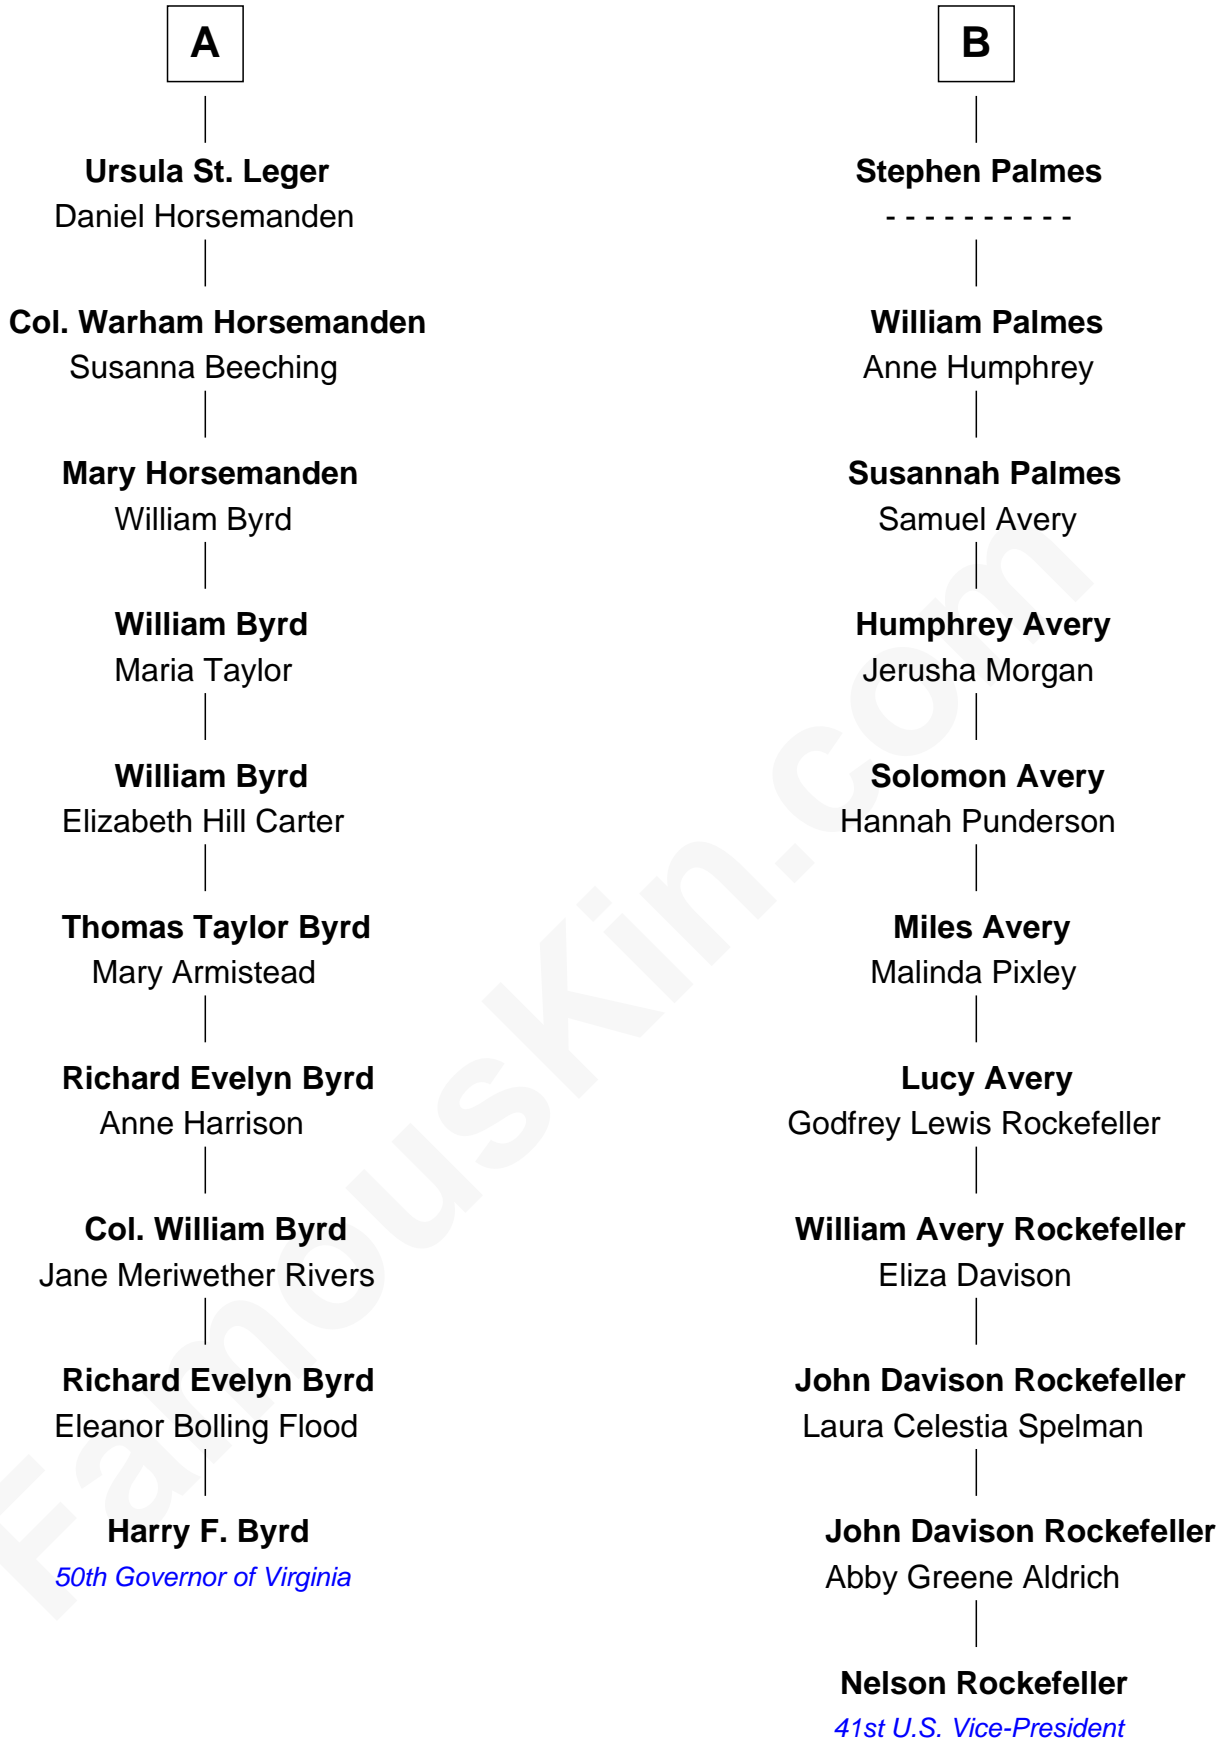 A
Ursula St. Leger
Daniel Horsemanden
Col. Warham Horsemanden
Susanna Beeching
Mary Horsemanden
William Byrd
William Byrd
Maria Taylor
William Byrd
Elizabeth Hill Carter
Thomas Taylor Byrd
Mary Armistead
Richard Evelyn Byrd
Anne Harrison
Col. William Byrd
Jane Meriwether Rivers
Richard Evelyn Byrd
Eleanor Bolling Flood
Harry F. Byrd
50th Governor of Virginia
B
Stephen Palmes
- - - - - - - - - -
William Palmes
Anne Humphrey
Susannah Palmes
Samuel Avery
Humphrey Avery
Jerusha Morgan
Solomon Avery
Hannah Punderson
Miles Avery
Malinda Pixley
Lucy Avery
Godfrey Lewis Rockefeller
William Avery Rockefeller
Eliza Davison
John Davison Rockefeller
Laura Celestia Spelman
John Davison Rockefeller
Abby Greene Aldrich
Nelson Rockefeller
41st U.S. Vice-President
FamousKin.com